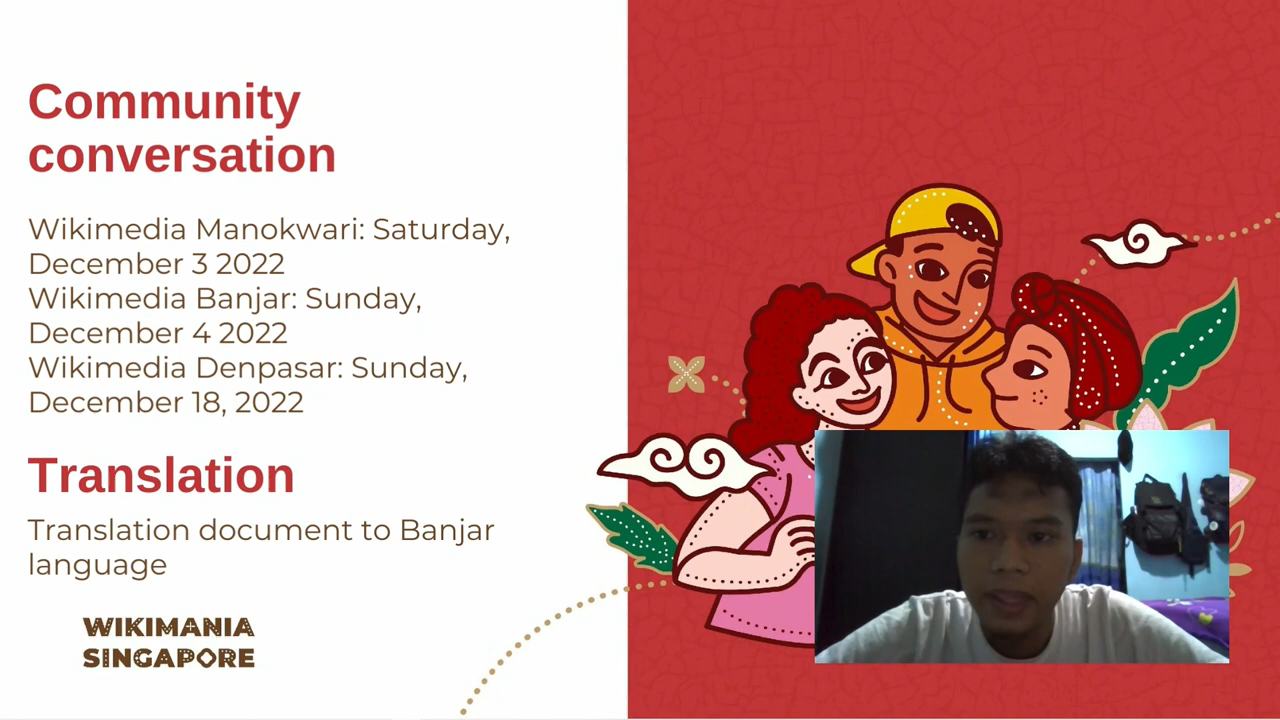 Community
conversation
Wikimedia Manokwari: Saturday,
December 3 2022
Wikimedia Banjar: Sunday,
December 4 2022
Wikimedia Denpasar: Sunday,
December 18, 2022
Translation
Translation document to Banjar
language
WIKIMANIA
SINGAPORE